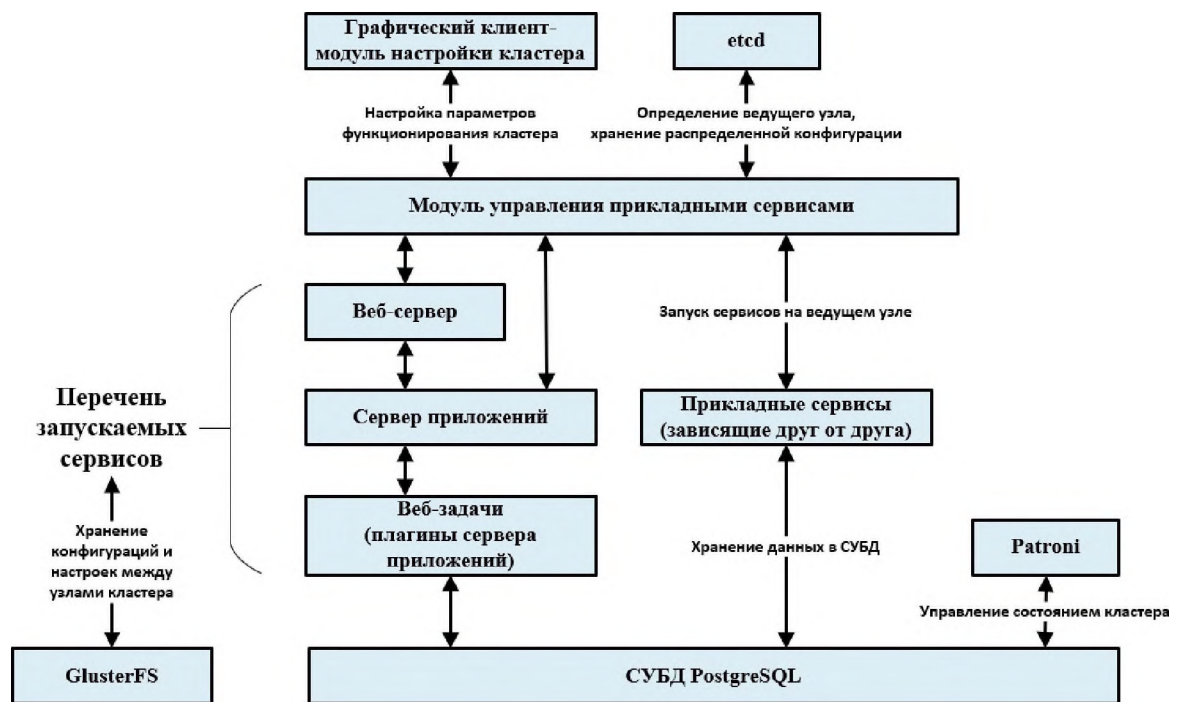 Графический клиент-
модуль настройки кластера
etcd
Настройка параметров
функционирования кластера
Определение ведущего узла,
хранение распределенной конфигурации
Модуль управления прикладными сервисами
Веб-сервер
Запуск сервисов на ведущем узле
Перечень
запускаемых
сервисов
Сервер приложений
Прикладные сервисы
(зависящие друг от друга)
Веб-задачи
(плагины сервера
приложений)
Хранение
конфигураций и
настроек между
узлами кластера
Хранение данных в СУБД
Patroni
Управление состоянием кластера
GlusterFS
СУБД PostgreSQL